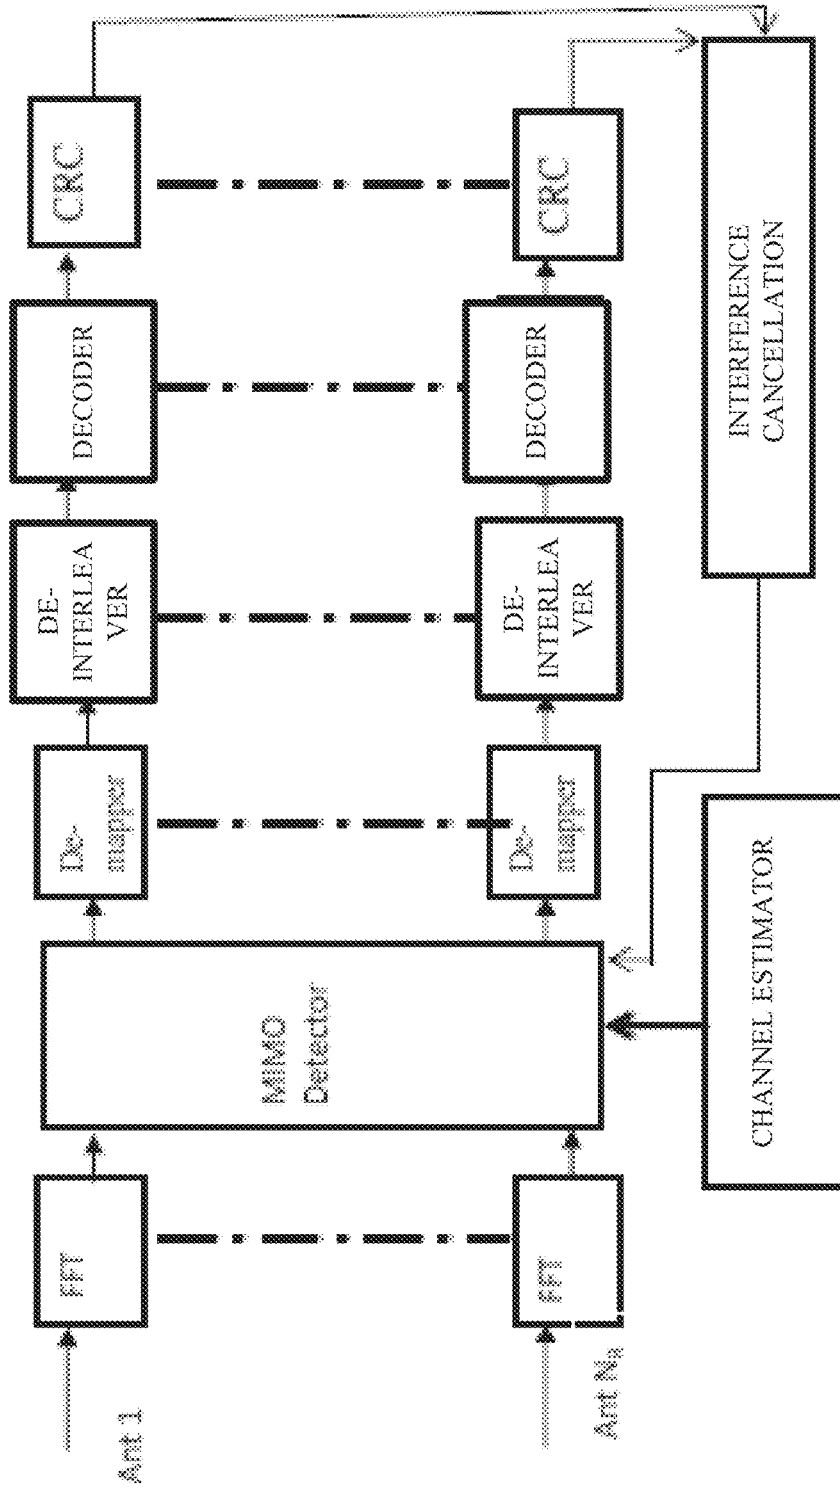 Ant 1
FFT
MIMO
Detector
De-
mapper
DE-
INTERLEA
VER
DECODER
CRC
Ant N_R
FFT
De-
mapper
DE-
INTERLEA
VER
DECODER
CRC
CHANNEL ESTIMATOR
INTERFERENCE
CANCELLATION